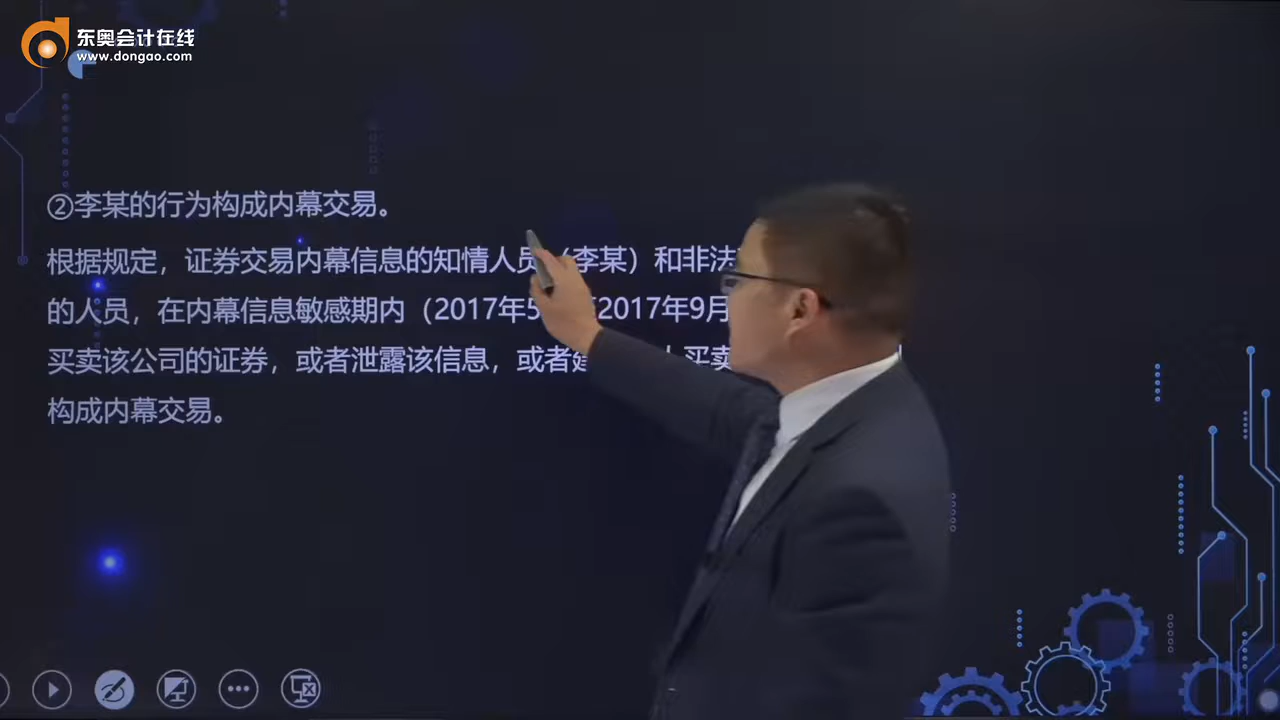 东奥会计在线
www.dongao.com
②李某的行为构成内幕交易。
根据规定，证券交易内幕信息的知情人员（李某）和非法
的人员，在内幕信息敏感期内（2017年5 2017年9月
买卖该公司的证券，或者泄露该信息，或者建 人买卖
构成内幕交易。